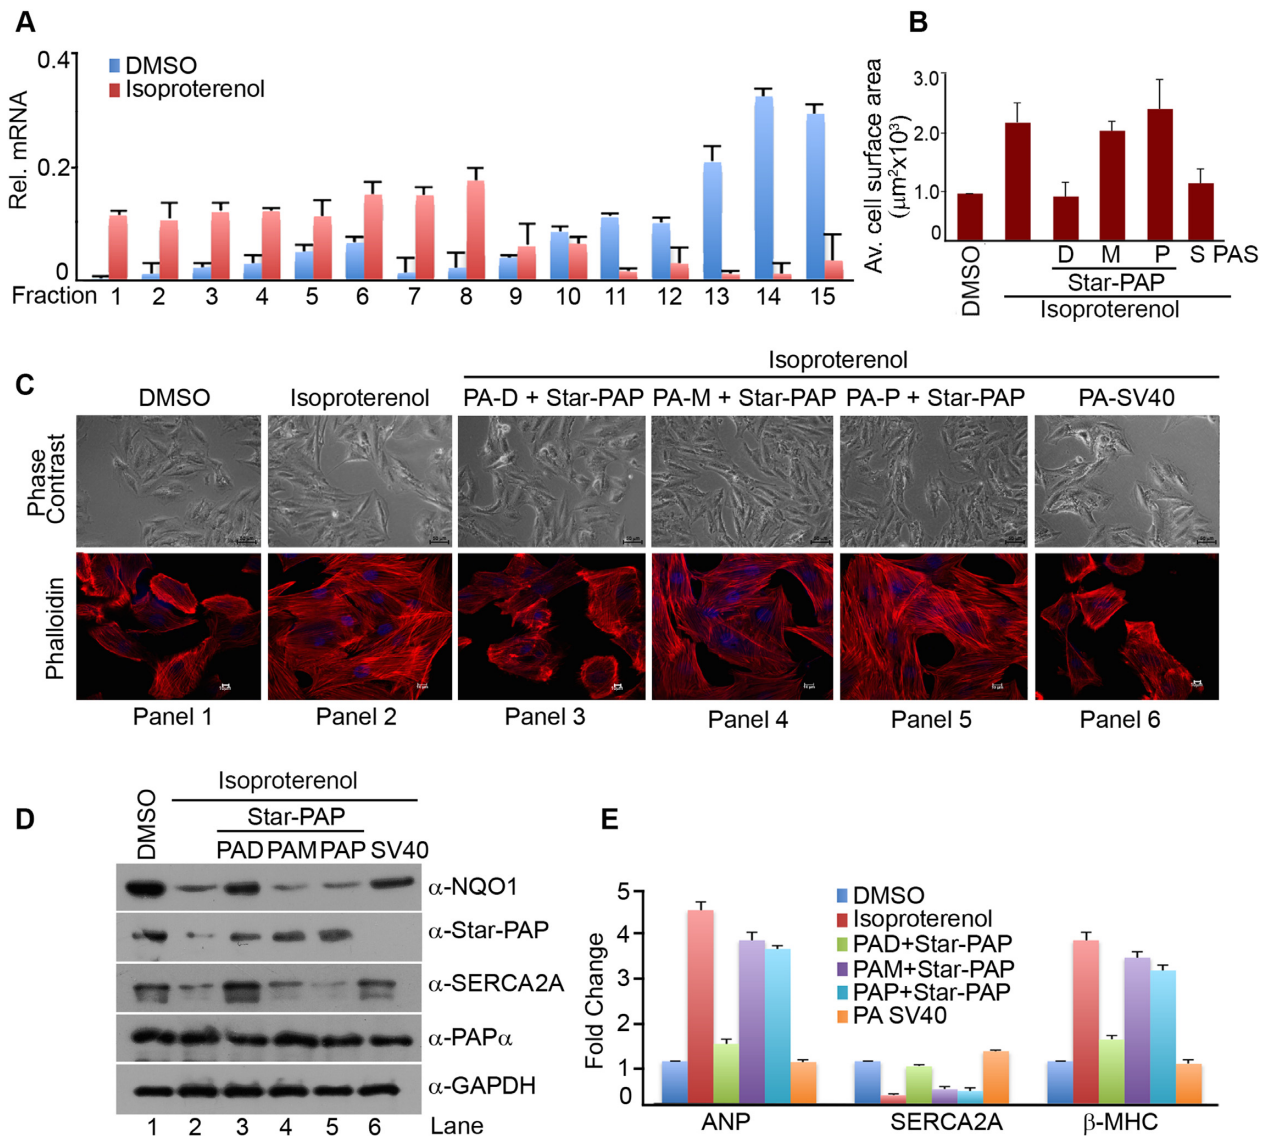 A
0.4
0.2
0
Rel. mRNA
DMSO
Isoproterenol
Fraction 1 2 3 4 5 6 7 8 9 10 11 12 13 14 15
B
Av. cell surface area
(μm²x10³)
3.0
2.0
1.0
0
DMSO
D M P S PAS
Star-PAP
Isoproterenol
C
Isoproterenol
DMSO Isoproterenol PA-D + Star-PAP PA-M + Star-PAP PA-P + Star-PAP PA-SV40
Phase
Contrast
Phalloidin
Panel 1 Panel 2 Panel 3 Panel 4 Panel 5 Panel 6
D
Isoproterenol
Star-PAP
DMSO
PAD PAM PAP SV40
α-NQO1
α-Star-PAP
α-SERCA2A
α-PAPα
α-GAPDH
1 2 3 4 5 6 Lane
E
Fold Change
5
4
3
2
1
0
DMSO
Isoproterenol
PAD+Star-PAP
PAM+Star-PAP
PAP+Star-PAP
PA SV40
ANP SERCA2A β-MHC